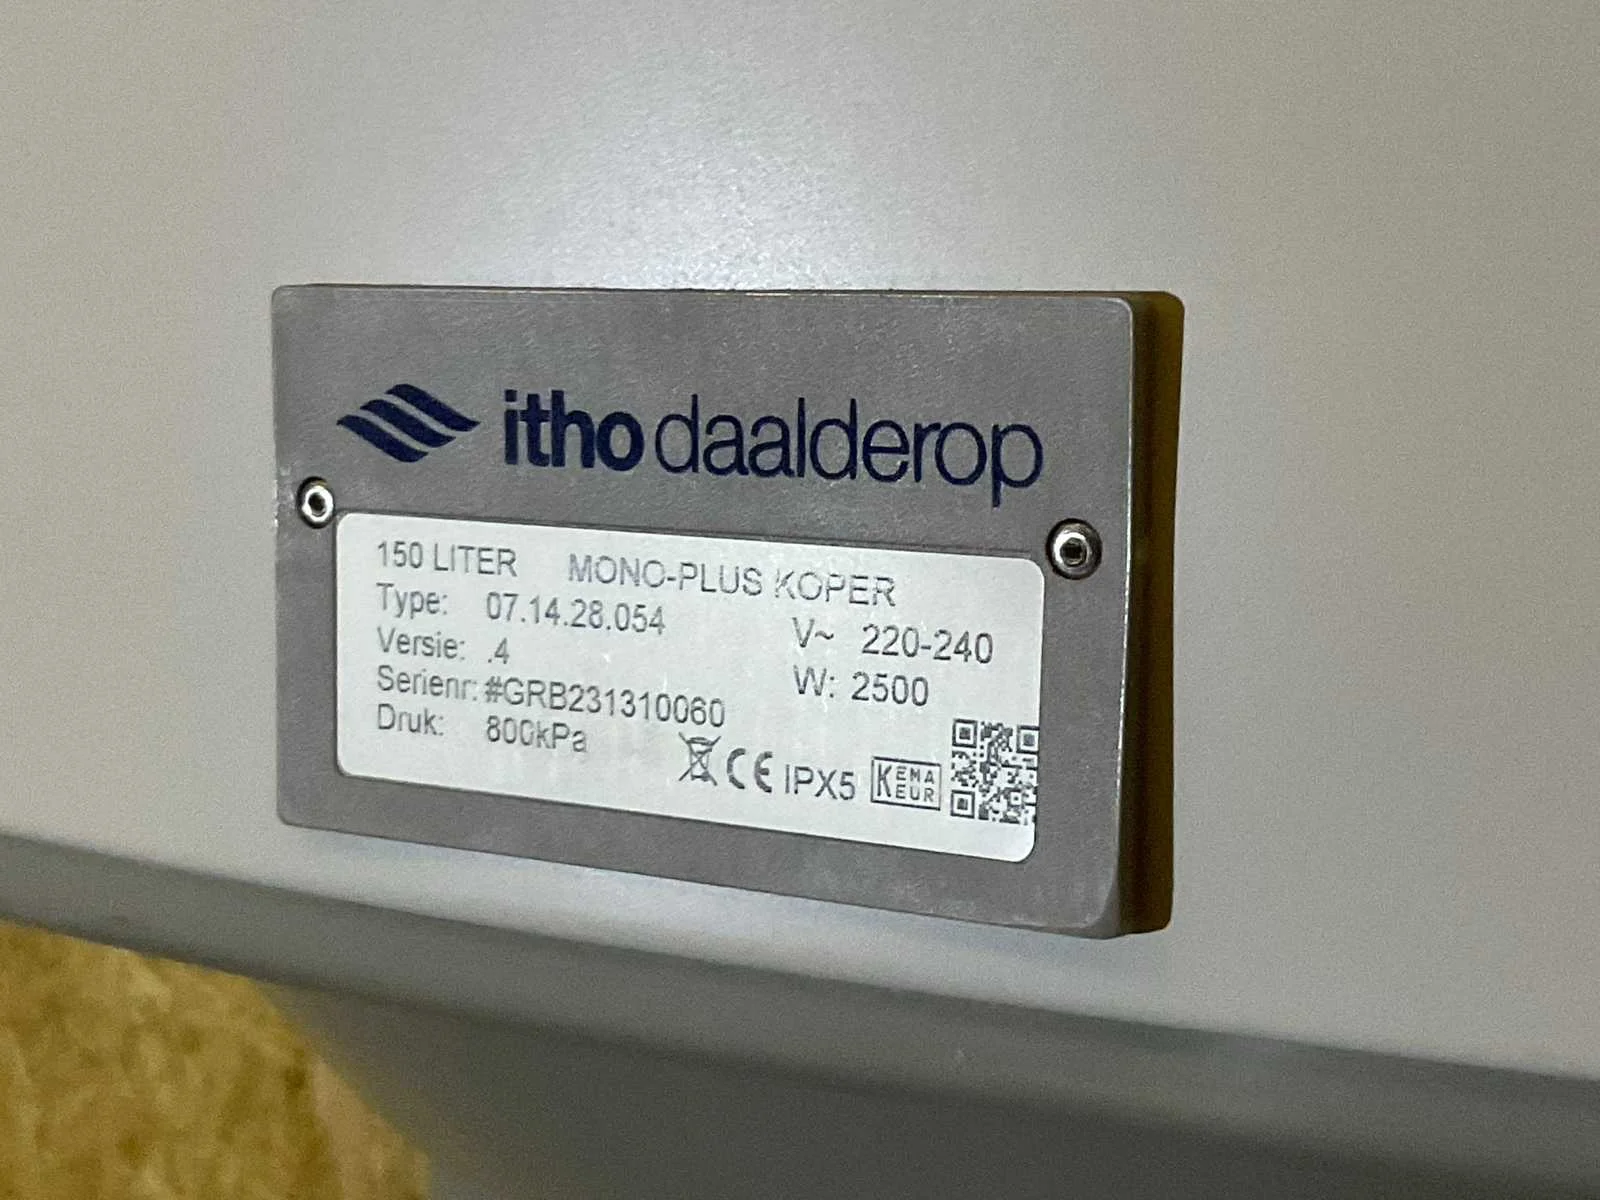 itho daalderop
150 LITER MONO-PLUS KOPER
Type: 07.14.28.054
V~ 220-240
Versie: .4
W: 2500
Serienr: #GRB231310060
Druk: 800kPa
CE IPX5 KEMA EUR